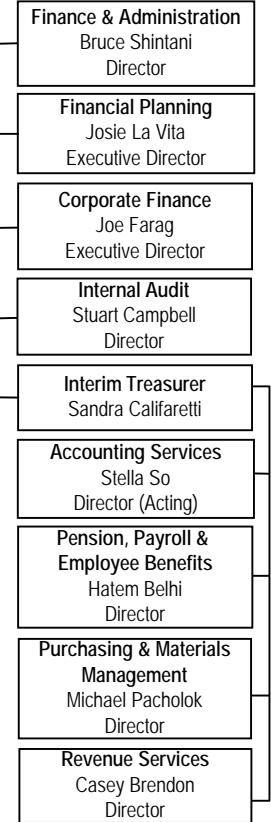 Finance & Administration
Bruce Shintani
Director
Financial Planning
Josie La Vita
Executive Director
Corporate Finance
Joe Farag
Executive Director
Internal Audit
Stuart Campbell
Director
Interim Treasurer
Sandra Califaretti
Accounting Services
Stella So
Director (Acting)
Pension, Payroll &
Employee Benefits
Hatem Belhi
Director
Purchasing & Materials
Management
Michael Pacholok
Director
Revenue Services
Casey Brendon
Director